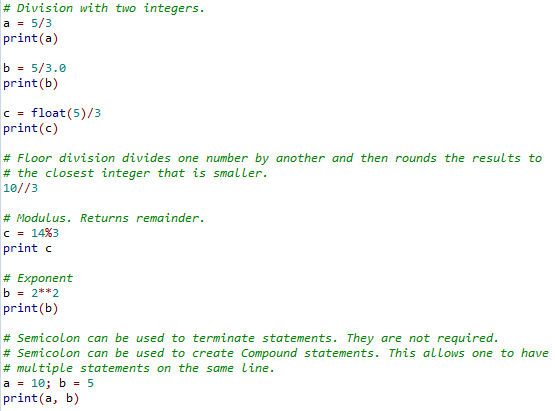 # Division with two integers.
a = 5/3
print(a)
b = 5/3.0
print(b)
c = float(5)/3
print(c)
# Floor division divides one number by another and then rounds the results to
# the closest integer that is smaller.
10//3
# Modulus. Returns remainder.
c = 14%3
print c
# Exponent
b = 2**2
print(b)
# Semicolon can be used to terminate statements. They are not required.
# Semicolon can be used to create Compound statements. This allows one to have
# multiple statements on the same line.
a = 10; b = 5
print(a, b)